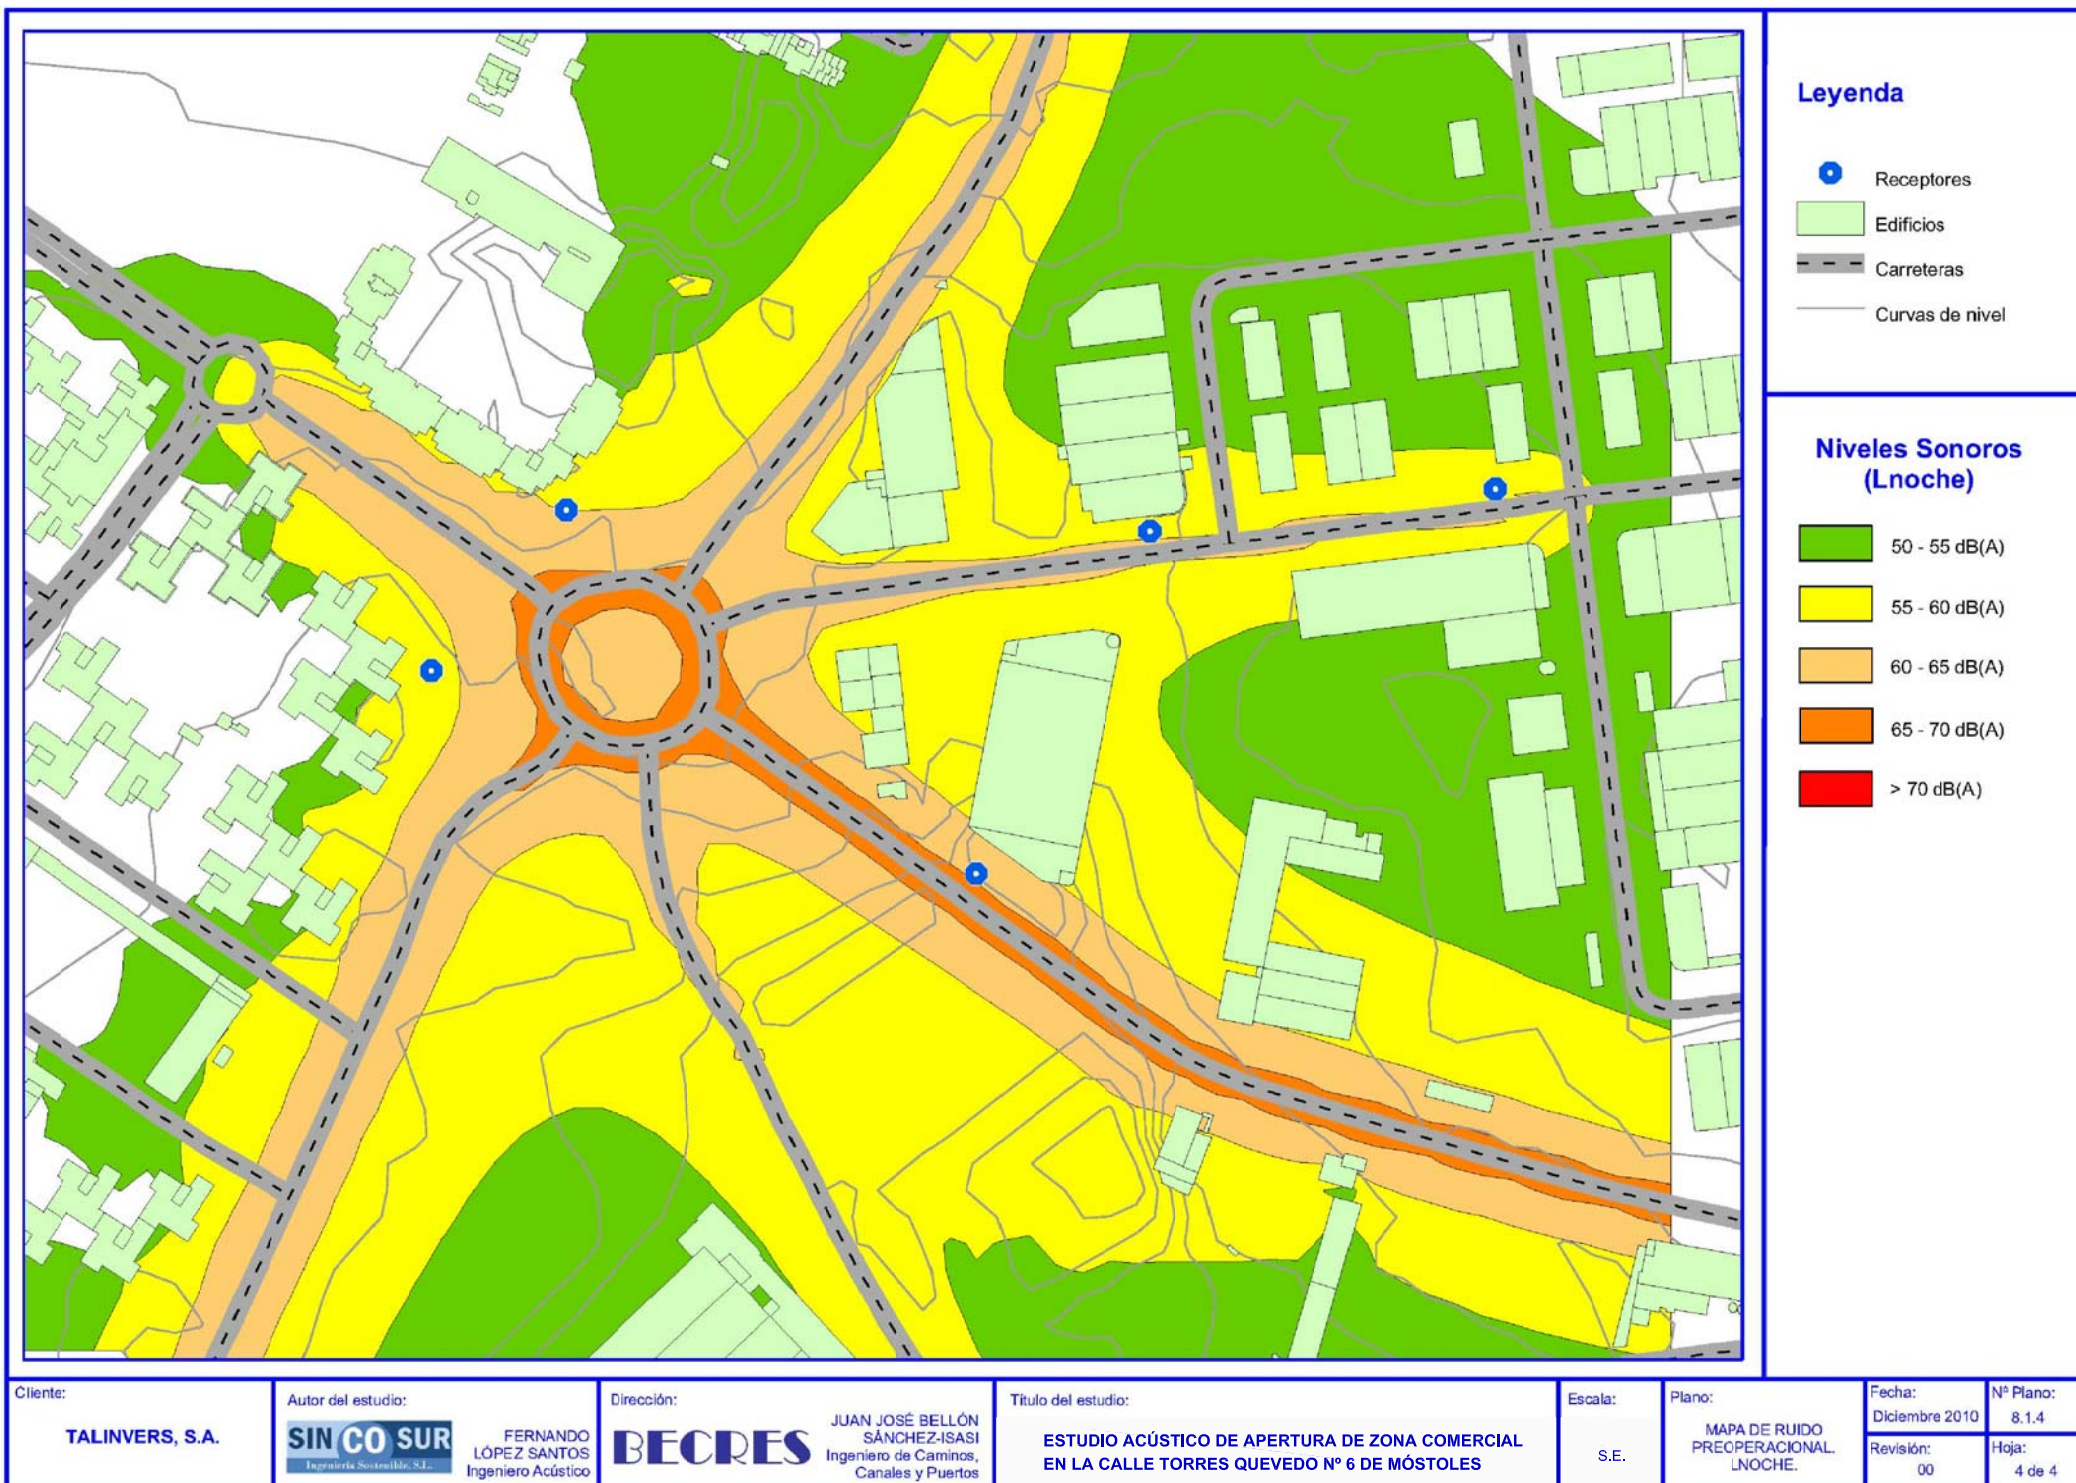 Leyenda
Receptores
Edificios
Carreteras
Curvas de nivel
Niveles Sonoros
(Lnoche)
50 - 55 dB(A)
55 - 60 dB(A)
60 - 65 dB(A)
65 - 70 dB(A)
> 70 dB(A)
Cliente:
TALINVERS, S.A.
Autor del estudio:
SINCOSUR
Ingeniería Sostenible, S.L.
FERNANDO
LÓPEZ SANTOS
Ingeniero Acústico
Dirección:
BECRES
JUAN JOSÉ BELLÓN
SÁNCHEZ-ISASI
Ingeniero de Caminos,
Canales y Puertos
Título del estudio:
ESTUDIO ACÚSTICO DE APERTURA DE ZONA COMERCIAL
EN LA CALLE TORRES QUEVEDO Nº 6 DE MÓSTOLES
Escala:
S.E.
Plano:
MAPA DE RUIDO
PREOPERACIONAL.
LNOCHE.
Fecha:
Diciembre 2010
Nº Plano:
8.1.4
Revisión:
00
Hoja:
4 de 4